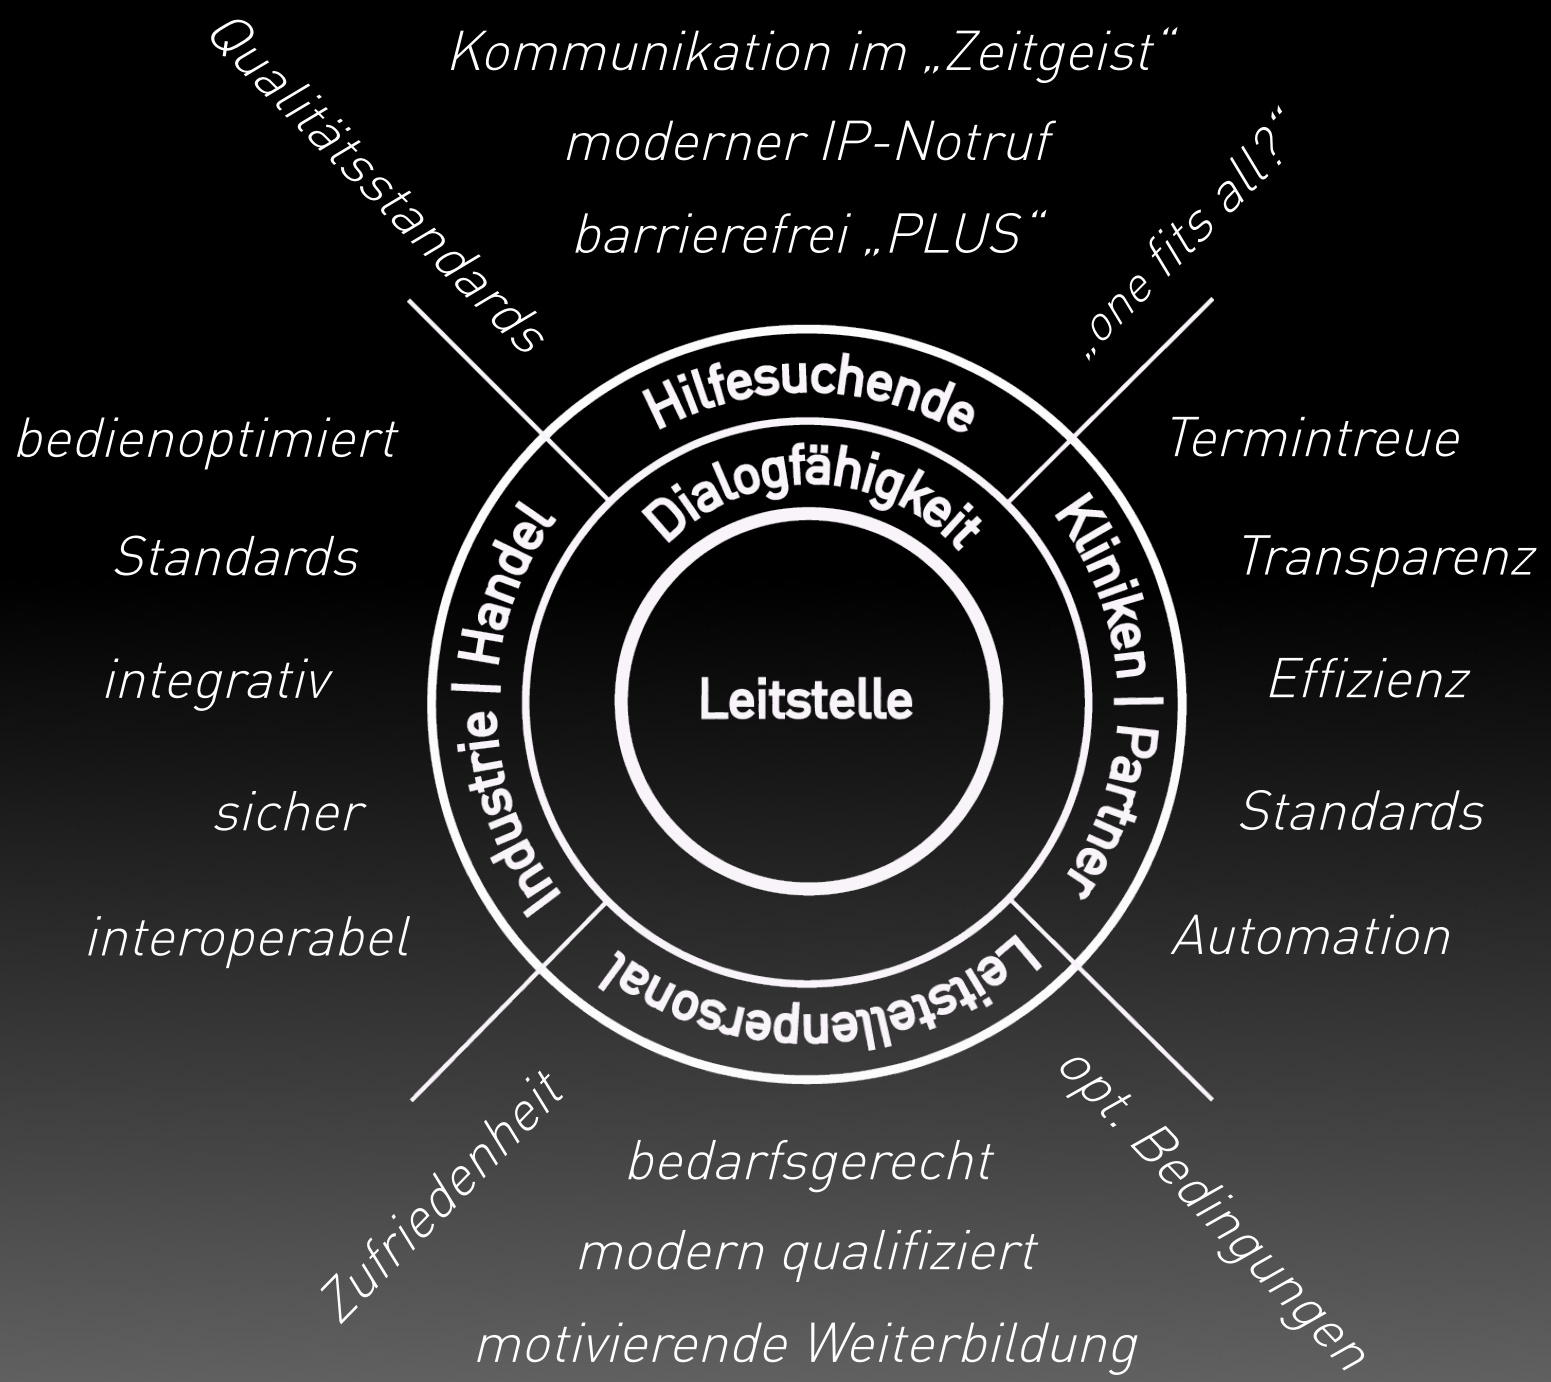 Kommunikation im „Zeitgeist“
moderner IP-Notruf
barrierefrei „PLUS“
Qualitätsstandards
„one fits all?“
Hilfesuchende
Dialogfähigkeit
Leitstelle
Industrie | Handel
Kliniken | Partner
Leitstellenpersonal
bedienoptimiert
Standards
integrativ
sicher
interoperabel
Termintreue
Transparenz
Effizienz
Standards
Automation
Zufriedenheit
opt. Bedingungen
bedarfsgerecht
modern qualifiziert
motivierende Weiterbildung